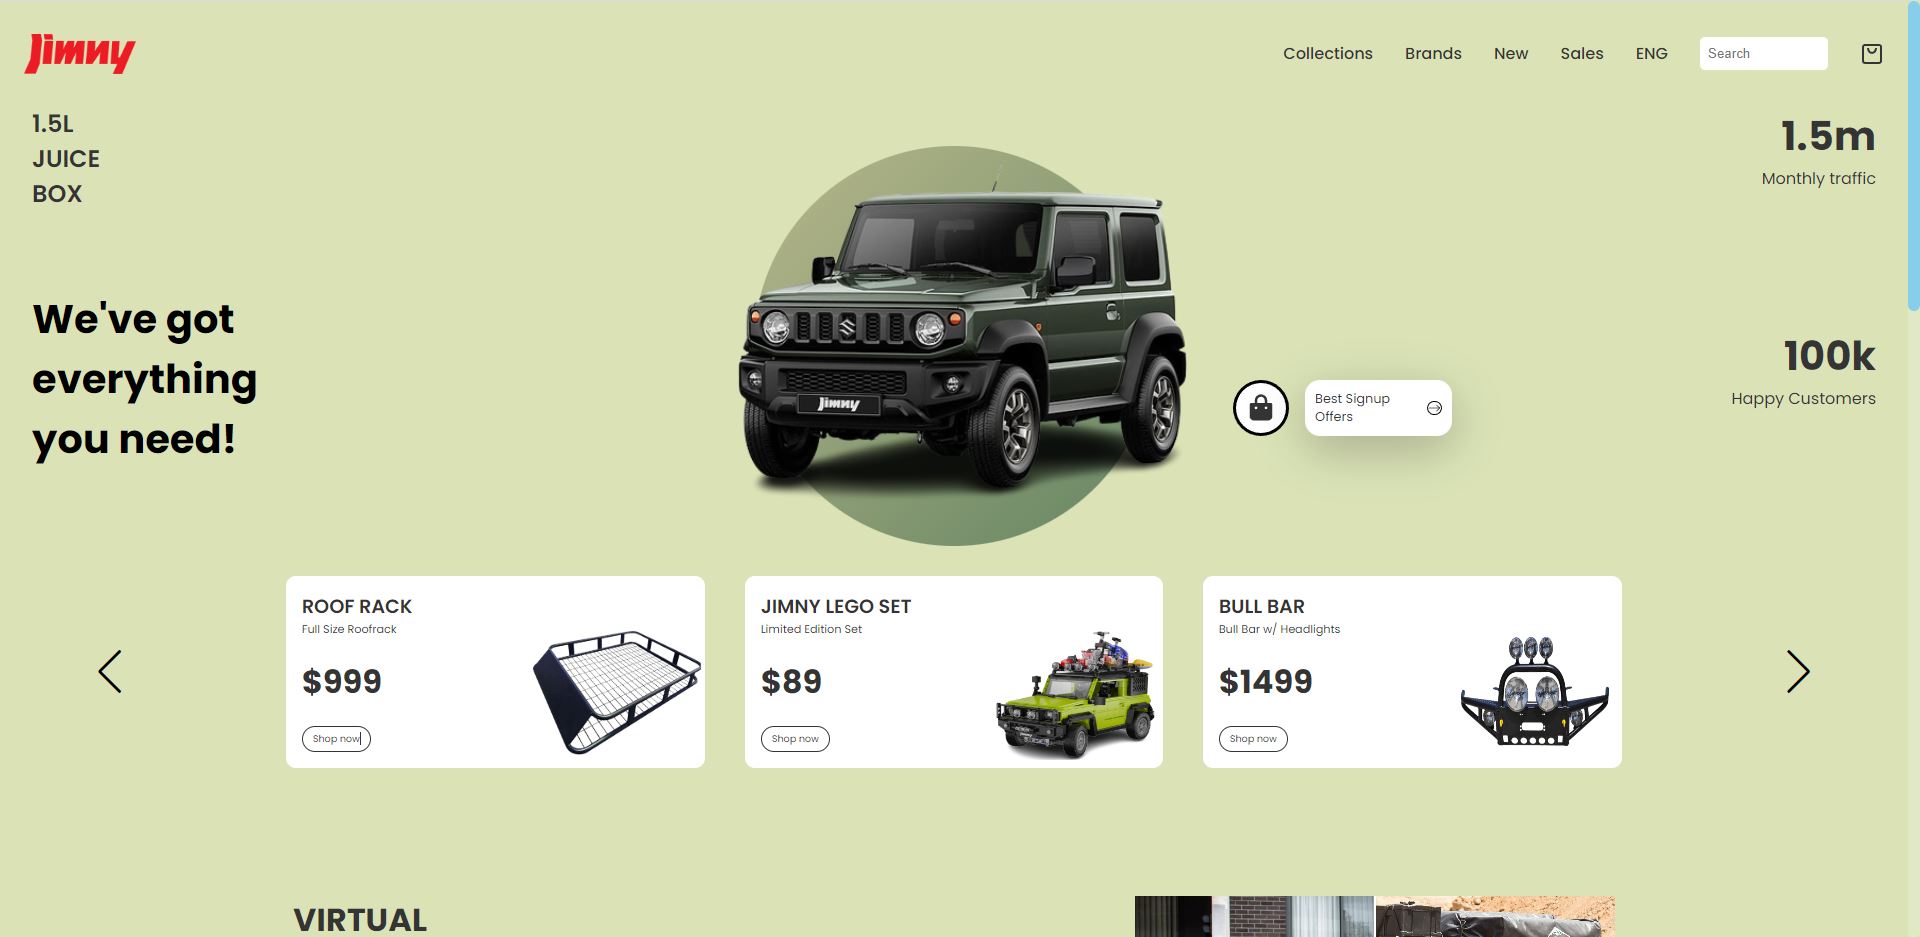 Jimny
Collections Brands New Sales ENG Search
1.5L
JUICE
BOX
1.5m
Monthly traffic
We've got
everything
you need!
Jimny
Best Signup
Offers
100k
Happy Customers
ROOF RACK
Full Size Roofrack
$999
Shop now
JIMNY LEGO SET
Limited Edition Set
$89
Shop now
BULL BAR
Bull Bar w/ Headlights
$1499
Shop now
VIRTUAL